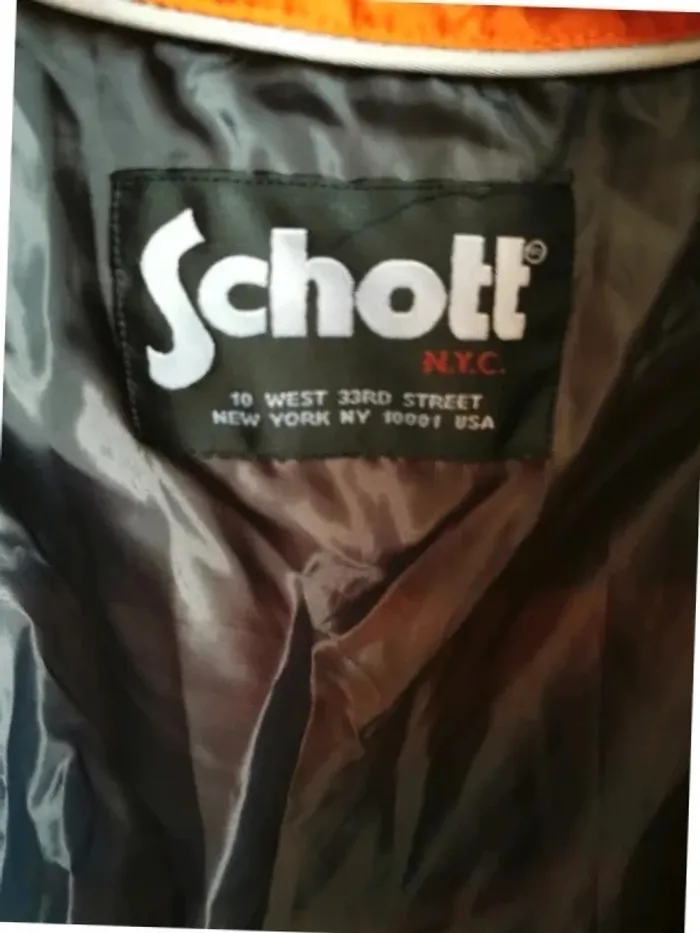 Schott®
N.Y.C.
10 WEST 33RD STREET
NEW YORK NY 10001 USA